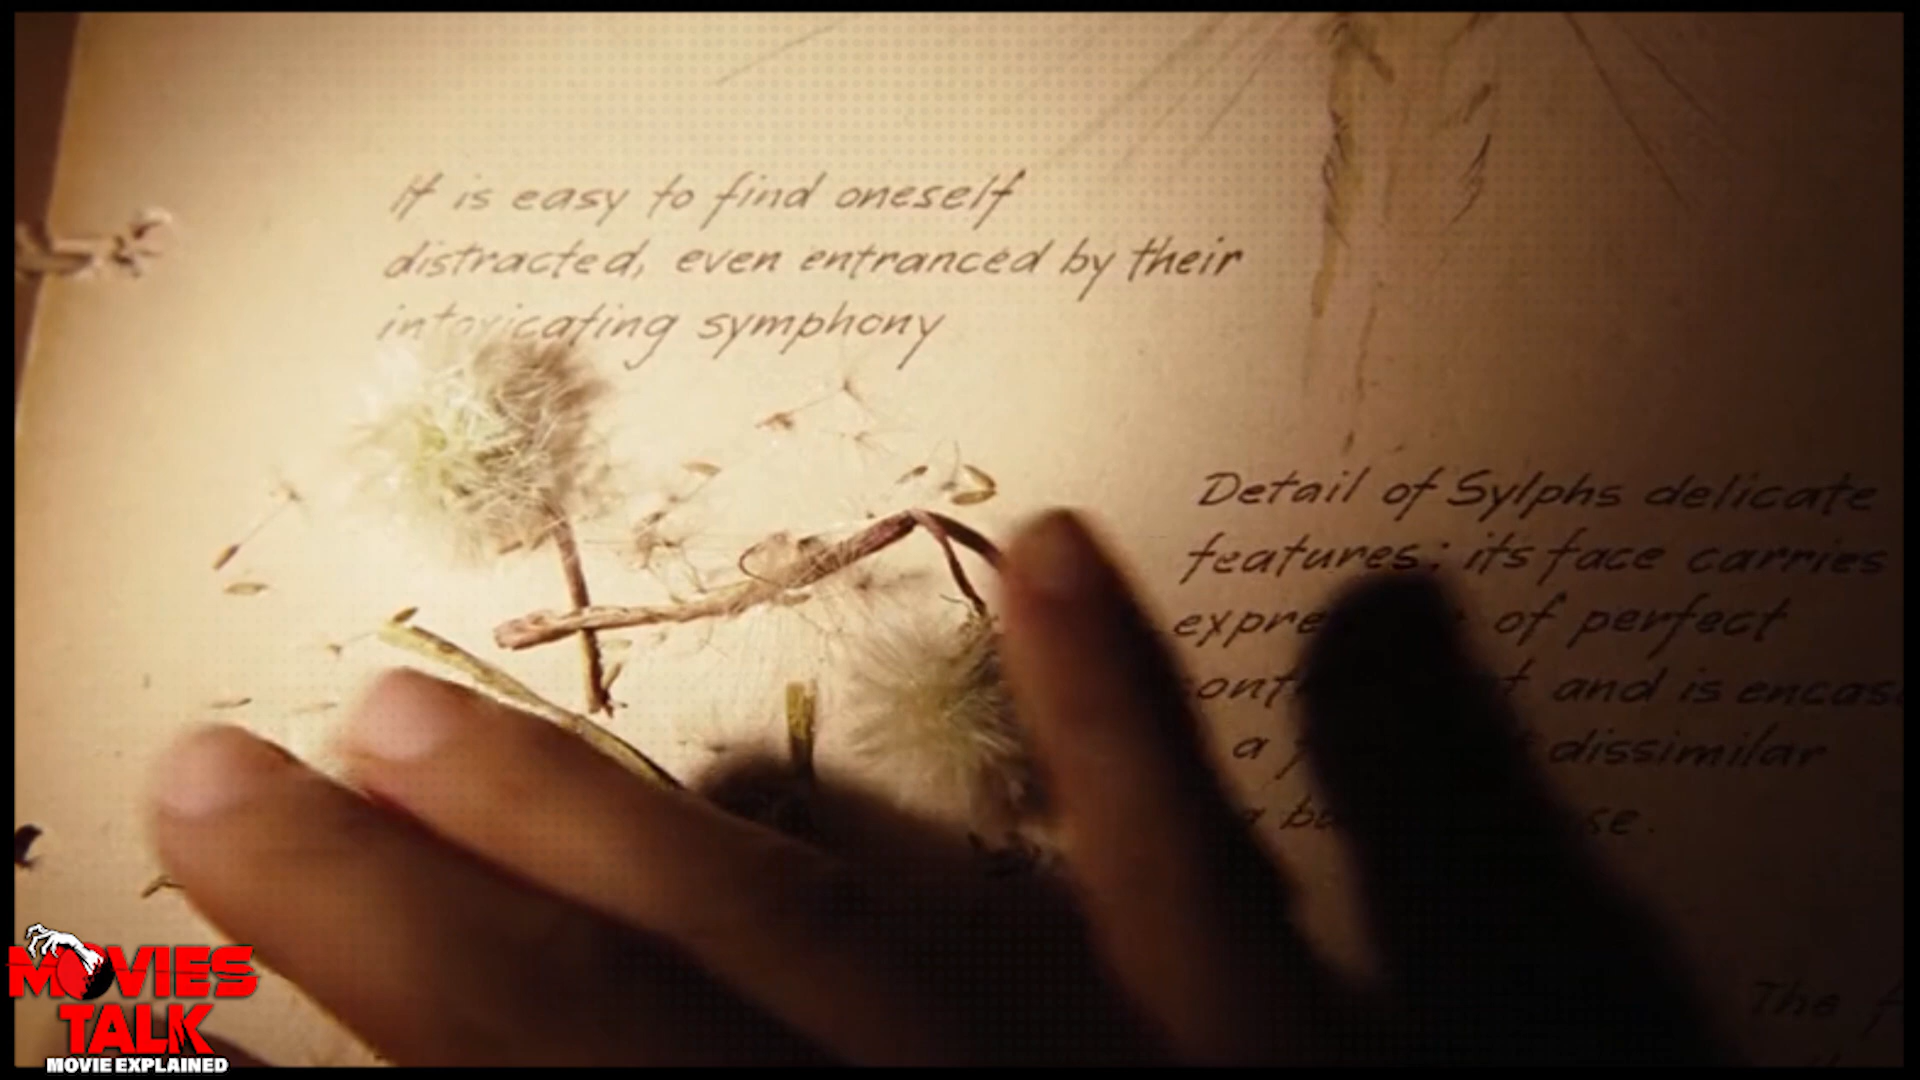 It is easy to find oneself
distracted, even entranced by their
intoxicating symphony
Detail of Sylphs delicate
features; its face carries
of perfect
and is
a dissimilar
a
The
MOVIES
TALK
MOVIE EXPLAINED